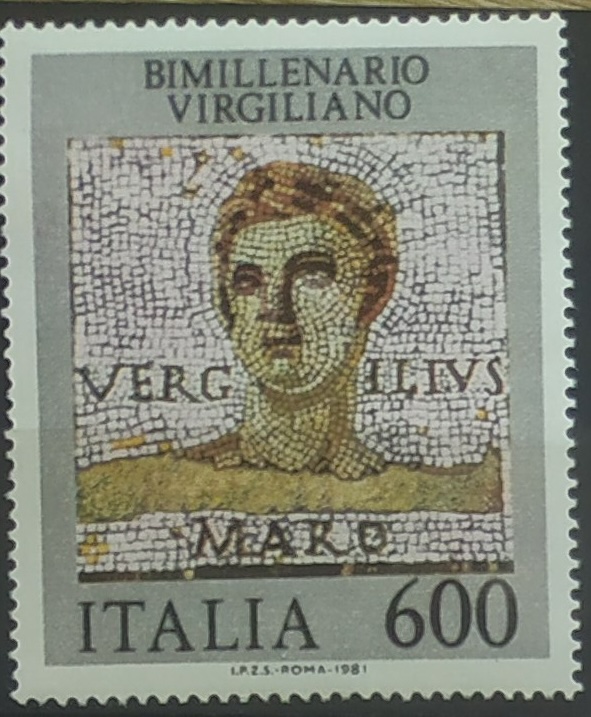 BIMILLENARIO
VIRGILIANO
VERG ILIVS
MARO
ITALIA 600
I.P.Z.S.-ROMA-1981